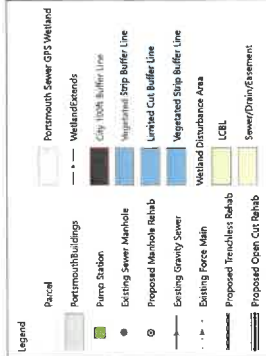 Legend
Parcel
PortsmouthBuildings
Pump Station
Existing Sewer Manhole
Proposed Manhole Rehab
Existing Gravity Sewer
Existing Force Main
Proposed Trenchless Rehab
Proposed Open Cut Rehab
Portsmouth Sewer GPS Wetland
WetlandExtends
City 100ft Buffer Line
Vegetated Strip Buffer Line
Limited Cut Buffer Line
Vegetated Strip Buffer Line
Wetland Disturbance Area
LCBL
Sewer/Drain/Easement